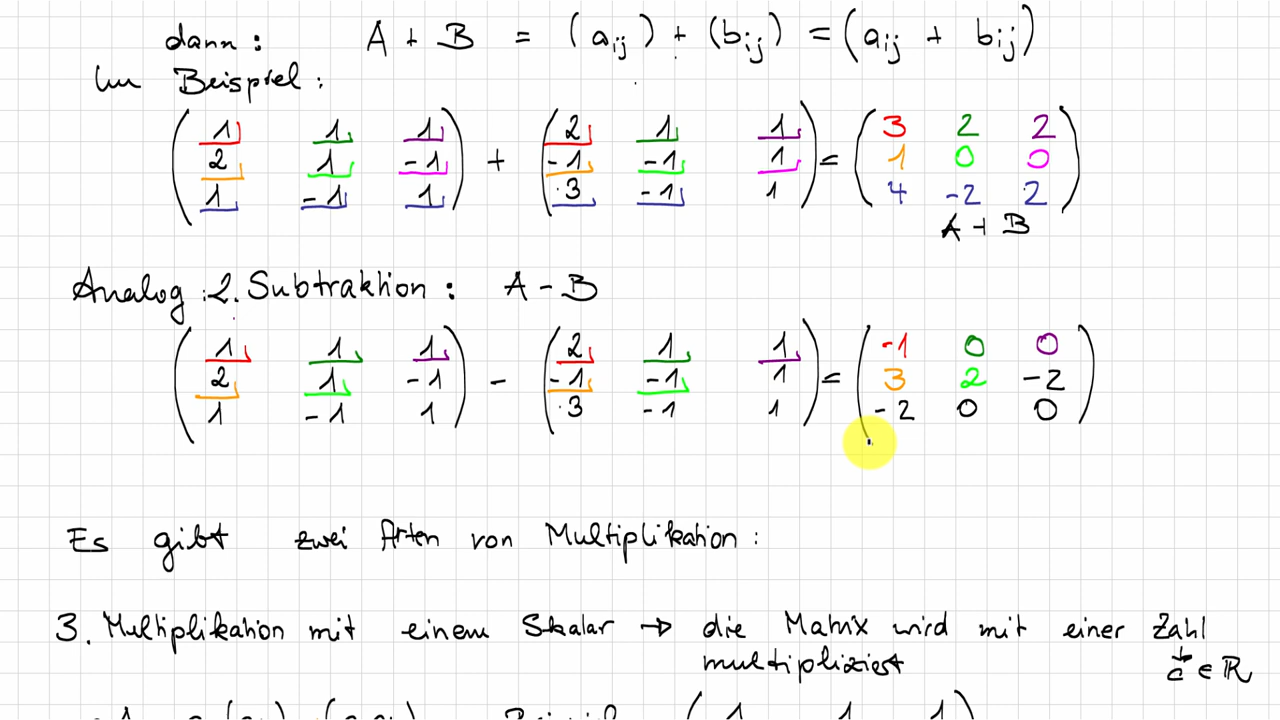 dann: A + B = (aij) + (bij) = (aij + bij)
Im Beispiel:
( 1 1 1 ) ( 2 1 1 ) ( 3 2 2 )
( 2 1 -1 ) + ( -1 -1 1 ) = ( 1 0 0 )
( 1 -1 1 ) ( 3 -1 1 ) ( 4 -2 2 )
A + B
Analog: 2. Subtraktion: A - B
( 1 1 1 ) ( 2 1 1 ) ( -1 0 0 )
( 2 1 -1 ) - ( -1 -1 1 ) = ( 3 2 -2 )
( 1 -1 1 ) ( 3 -1 1 ) ( -2 0 0 )
Es gibt zwei Arten von Multiplikation:
3. Multiplikation mit einem Skalar → die Matrix wird mit einer Zahl
multipliziert c ∈ ℝ